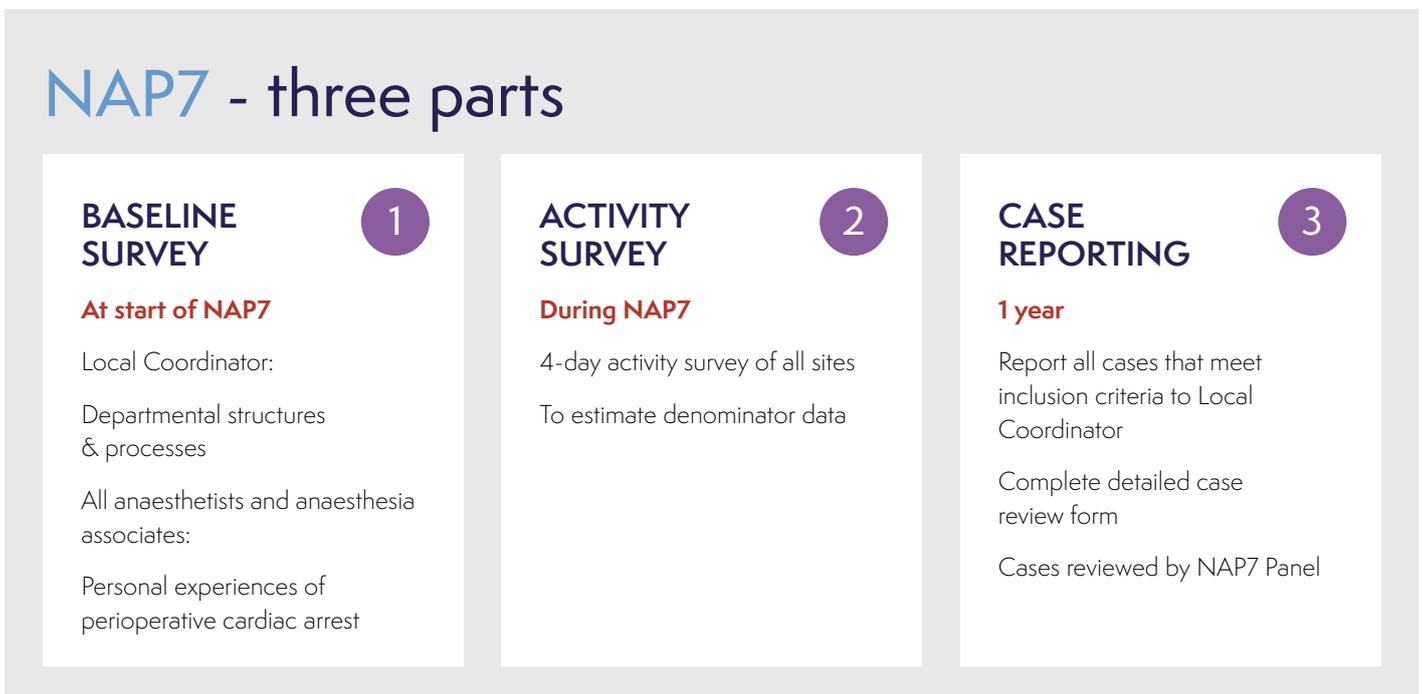 NAP7 - three parts
BASELINE
SURVEY
1
At start of NAP7
Local Coordinator:
Departmental structures
& processes
All anaesthetists and anaesthesia
associates:
Personal experiences of
perioperative cardiac arrest
ACTIVITY
SURVEY
2
During NAP7
4-day activity survey of all sites
To estimate denominator data
CASE
REPORTING
3
1 year
Report all cases that meet
inclusion criteria to Local
Coordinator
Complete detailed case
review form
Cases reviewed by NAP7 Panel